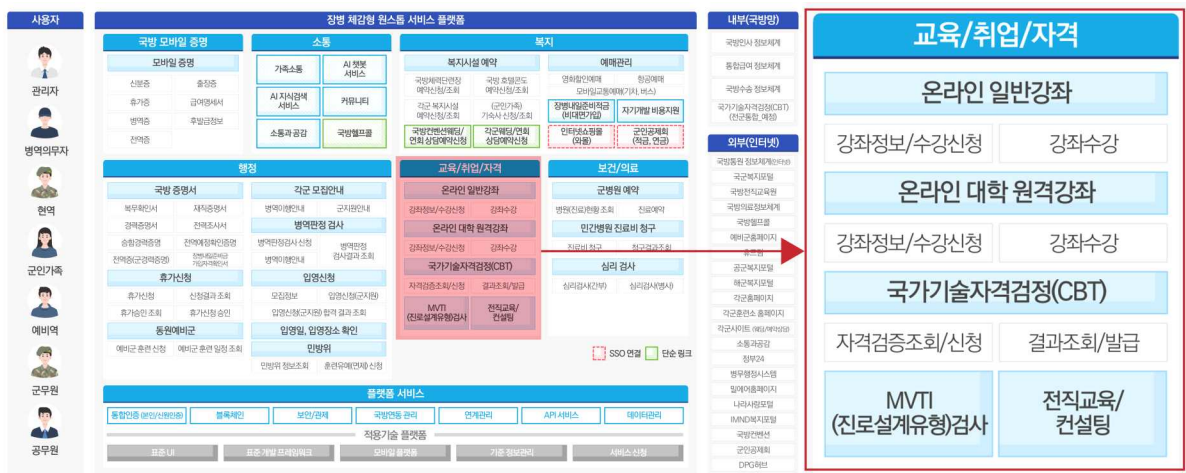 사용자
관리자
병역의무자
현역
군인가족
예비역
군무원
공무원
장병 체감형 원스톱 서비스 플랫폼
국방 모바일 증명
모바일 증명
신분증 출장증
휴가증 급여명세서
병역증 후발급정보
전역증
소통
가족소통
AI 챗봇
서비스
AI 지식검색
서비스
커뮤니티
소통과 공감
국방헬프콜
복지
복지시설 예약
국방체력단련장
예약신청/조회
국방 호텔콘도
예약신청/조회
각군 복지시설
예약신청/조회
(군인가족)
기숙사 신청/조회
국방컨벤션웨딩/
연회 상담예약신청
각군웨딩/연회
상담예약신청
예매관리
영화할인예매 항공예매
모바일교통예매(기차, 버스)
장병내일준비적금
(비대면가입)
자기개발 비용지원
인터넷쇼핑몰
(와몰)
군인공제회
(적금, 연금)
행정
국방 증명서
복무확인서 재직증명서
경력증명서 전력조사서
승함경력증명 전역예정확인증명
전역증(군경력증명)
장병내일준비적금
가입자격확인서
휴가신청
휴가신청 신청결과 조회
휴가승인 조회 휴가신청 승인
동원예비군
예비군 훈련 신청 예비군 훈련 일정 조회
각군 모집안내
병역이행안내 군지원안내
병역판정 검사
병역판정검사 신청
병역이행안내
병역판정
검사결과 조회
입영신청
모집정보 입영신청(군지원)
입영신청(군지원) 합격 결과 조회
입영일, 입영장소 확인
민방위
민방위 정보조회 훈련유예(면제) 신청
교육/취업/자격
온라인 일반강좌
강좌정보/수강신청 강좌수강
온라인 대학 원격강좌
강좌정보/수강신청 강좌수강
국가기술자격검정(CBT)
자격검증조회/신청 결과조회/발급
MVTI
(진로설계유형)검사
전직교육/
컨설팅
보건/의료
군병원 예약
병원(진료)현황 조회 진료예약
민간병원 진료비 청구
진료비 청구 청구결과조회
심리 검사
심리검사(간부) 심리검사(병사)
SSO 연결 단순 링크
플랫폼 서비스
통합인증 (본인/신원인증) 블록체인 보안/관제 국방연동 관리 연계관리 API 서비스 데이터관리
적용기술 플랫폼
표준 UI 표준 개발 프레임워크 모바일 플랫폼 기준 정보관리 서비스 신청
내부(국방망)
국방인사 정보체계
통합급여 정보체계
국방수송 정보체계
국가기술자격검정(CBT)
(전군통합_예정)
외부(인터넷)
국방동원 정보체계(인터넷)
국군복지포털
국방전직교육원
국방의료정보체계
국방헬프콜
예비군홈페이지
공군복지포털
해군복지포털
각군홈페이지
각군훈련소 홈페이지
각군사이트 (웨딩/예약상담)
소통과공감
정부24
병무행정시스템
밀에어홈페이지
나라사랑포털
IMND복지포털
국방컨벤션
군인공제회
DPG허브
교육/취업/자격
온라인 일반강좌
강좌정보/수강신청 강좌수강
온라인 대학 원격강좌
강좌정보/수강신청 강좌수강
국가기술자격검정(CBT)
자격검증조회/신청 결과조회/발급
MVTI
(진로설계유형)검사
전직교육/
컨설팅